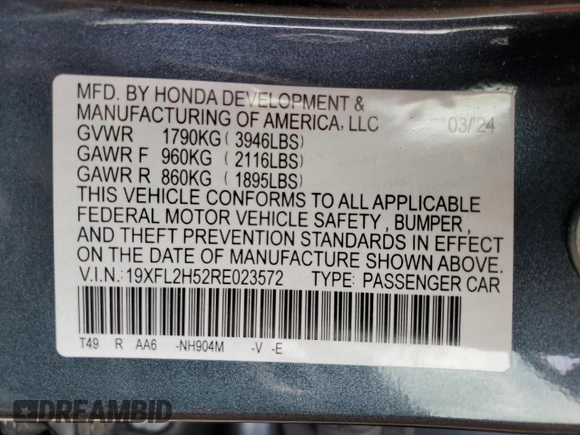 MFD. BY HONDA DEVELOPMENT &
MANUFACTURING OF AMERICA, LLC 03/24
GVWR 1790KG ( 3946LBS)
GAWR F 960KG ( 2116LBS)
GAWR R 860KG ( 1895LBS)
THIS VEHICLE CONFORMS TO ALL APPLICABLE
FEDERAL MOTOR VEHICLE SAFETY , BUMPER ,
AND THEFT PREVENTION STANDARDS IN EFFECT
ON THE DATE OF MANUFACTURE SHOWN ABOVE.
V.I.N.: 19XFL2H52RE023572 TYPE: PASSENGER CAR
T49 R AA6 -NH904M -V -E
DREAMBID